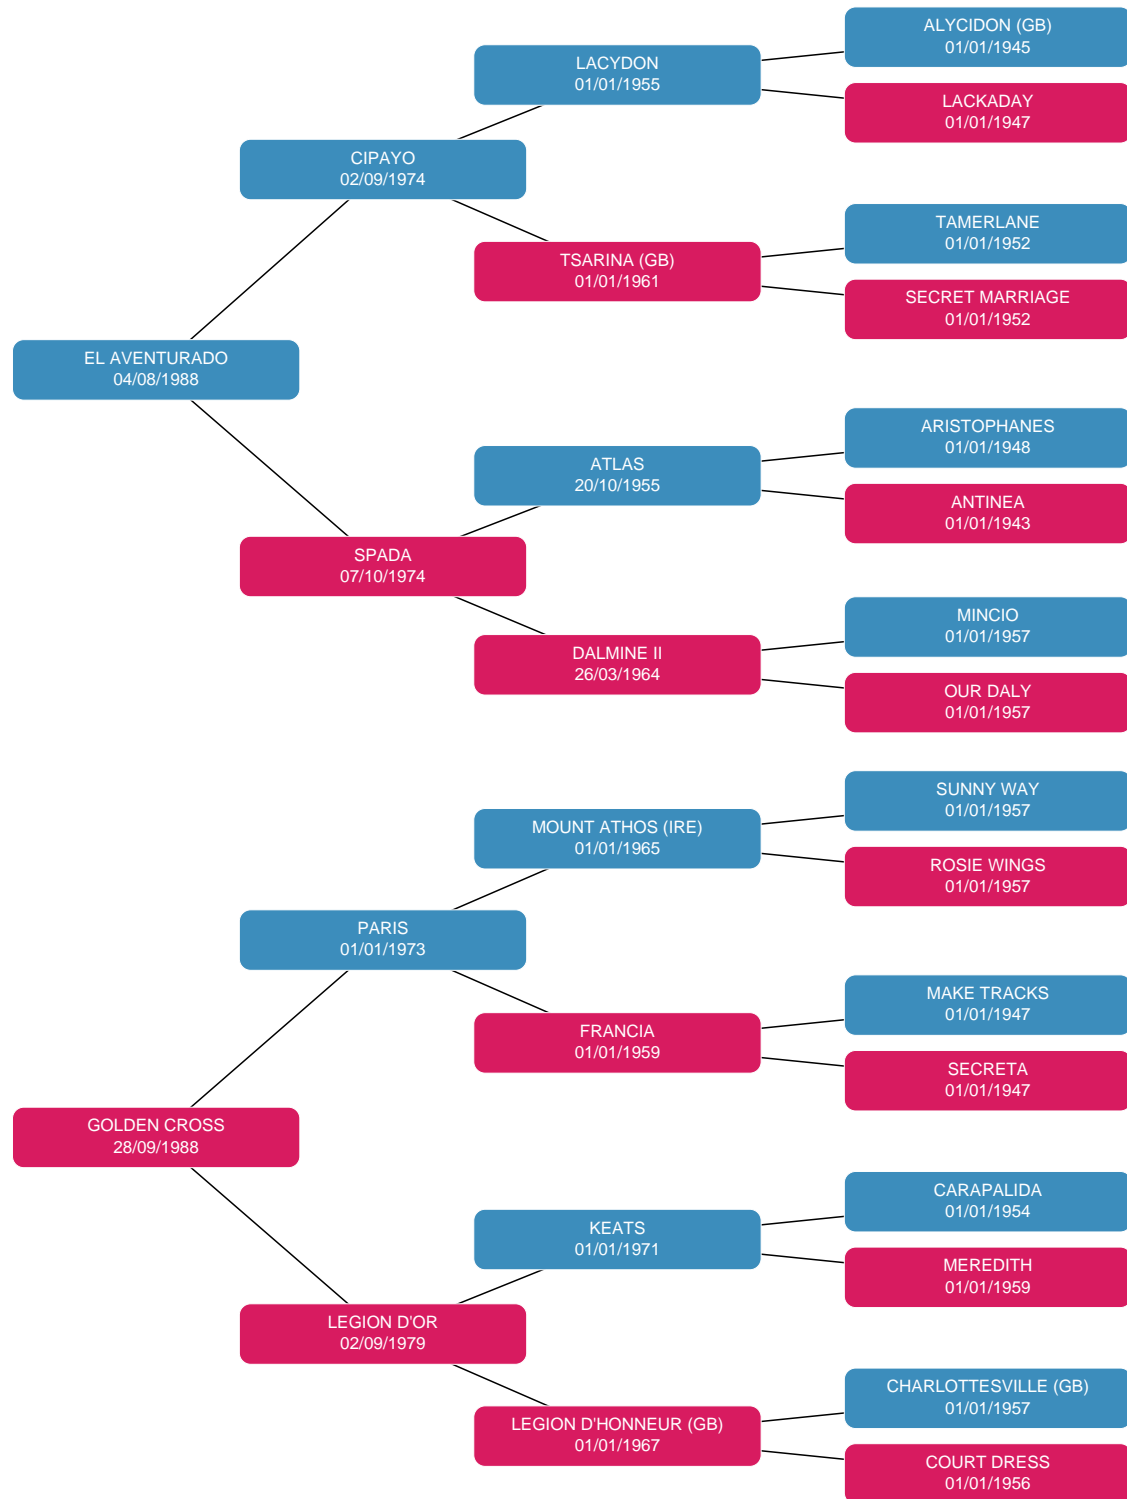 ALYCIDON (GB)
01/01/1945
LACYDON
01/01/1955
LACKADAY
01/01/1947
CIPAYO
02/09/1974
TAMERLANE
01/01/1952
TSARINA (GB)
01/01/1961
SECRET MARRIAGE
01/01/1952
EL AVENTURADO
04/08/1988
ARISTOPHANES
01/01/1948
ATLAS
20/10/1955
ANTINEA
01/01/1943
SPADA
07/10/1974
MINCIO
01/01/1957
DALMINE II
26/03/1964
OUR DALY
01/01/1957
SUNNY WAY
01/01/1957
MOUNT ATHOS (IRE)
01/01/1965
ROSIE WINGS
01/01/1957
PARIS
01/01/1973
MAKE TRACKS
01/01/1947
FRANCIA
01/01/1959
SECRETA
01/01/1947
GOLDEN CROSS
28/09/1988
CARAPALIDA
01/01/1954
KEATS
01/01/1971
MEREDITH
01/01/1959
LEGION D'OR
02/09/1979
CHARLOTTESVILLE (GB)
01/01/1957
LEGION D'HONNEUR (GB)
01/01/1967
COURT DRESS
01/01/1956